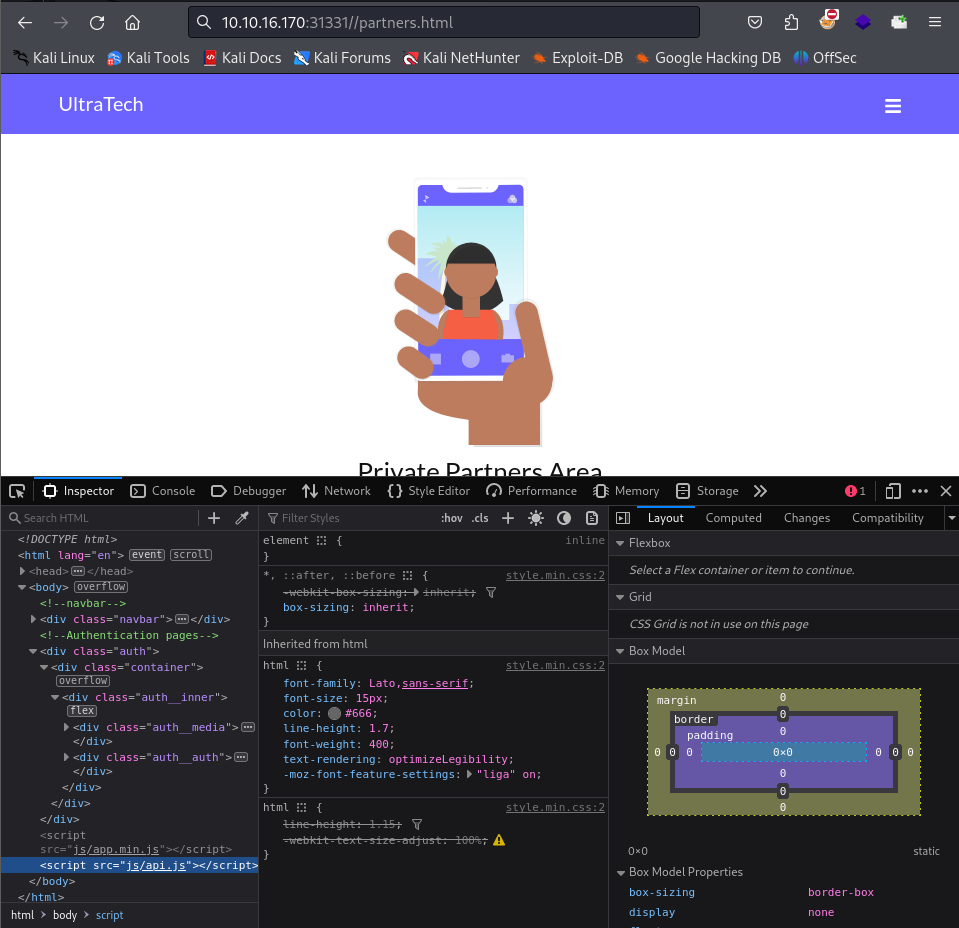 10.10.16.170:31331//partners.html
Kali Linux Kali Tools Kali Docs Kali Forums Kali NetHunter Exploit-DB Google Hacking DB OffSec
UltraTech
Private Partners Area
Inspector Console Debugger Network Style Editor Performance Memory Storage 1
Search HTML
<!DOCTYPE html>
<html lang="en"> event scroll
<head> </head>
<body> overflow
<!--navbar-->
<div class="navbar"> </div>
<!--Authentication pages-->
<div class="auth">
<div class="container">
overflow
<div class="auth__inner">
flex
<div class="auth__media">
</div>
<div class="auth__auth">
</div>
</div>
</div>
</div>
<script
src="js/app.min.js"></script>
<script src="js/api.js"></script>
</body>
</html>
html > body > script
Filter Styles :hov .cls
element { inline
}
*, ::after, ::before { style.min.css:2
-webkit-box-sizing: inherit;
box-sizing: inherit;
}
Inherited from html
html { style.min.css:2
font-family: Lato,sans-serif;
font-size: 15px;
color: #666;
line-height: 1.7;
font-weight: 400;
text-rendering: optimizeLegibility;
-moz-font-feature-settings: "liga" on;
}
html { style.min.css:2
line-height: 1.15;
-webkit-text-size-adjust: 100%;
}
Layout Computed Changes Compatibility
Flexbox
Select a Flex container or item to continue.
Grid
CSS Grid is not in use on this page
Box Model
margin 0
border 0
padding 0
0 0 0 0×0 0 0 0
0
0
0
0×0 static
Box Model Properties
box-sizing border-box
display none